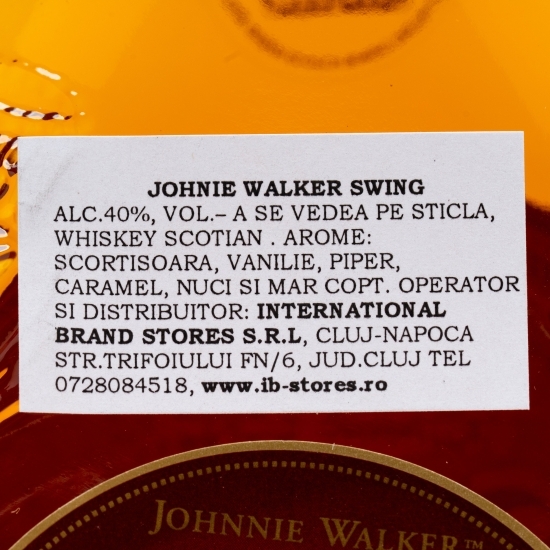 JOHNIE WALKER SWING
ALC.40%, VOL.– A SE VEDEA PE STICLA,
WHISKEY SCOTIAN . AROME:
SCORTISOARA, VANILIE, PIPER,
CARAMEL, NUCI SI MAR COPT. OPERATOR
SI DISTRIBUITOR: INTERNATIONAL
BRAND STORES S.R.L, CLUJ-NAPOCA
STR.TRIFOIULUI FN/6, JUD.CLUJ TEL
0728084518, www.ib-stores.ro
JOHNNIE WALKER™